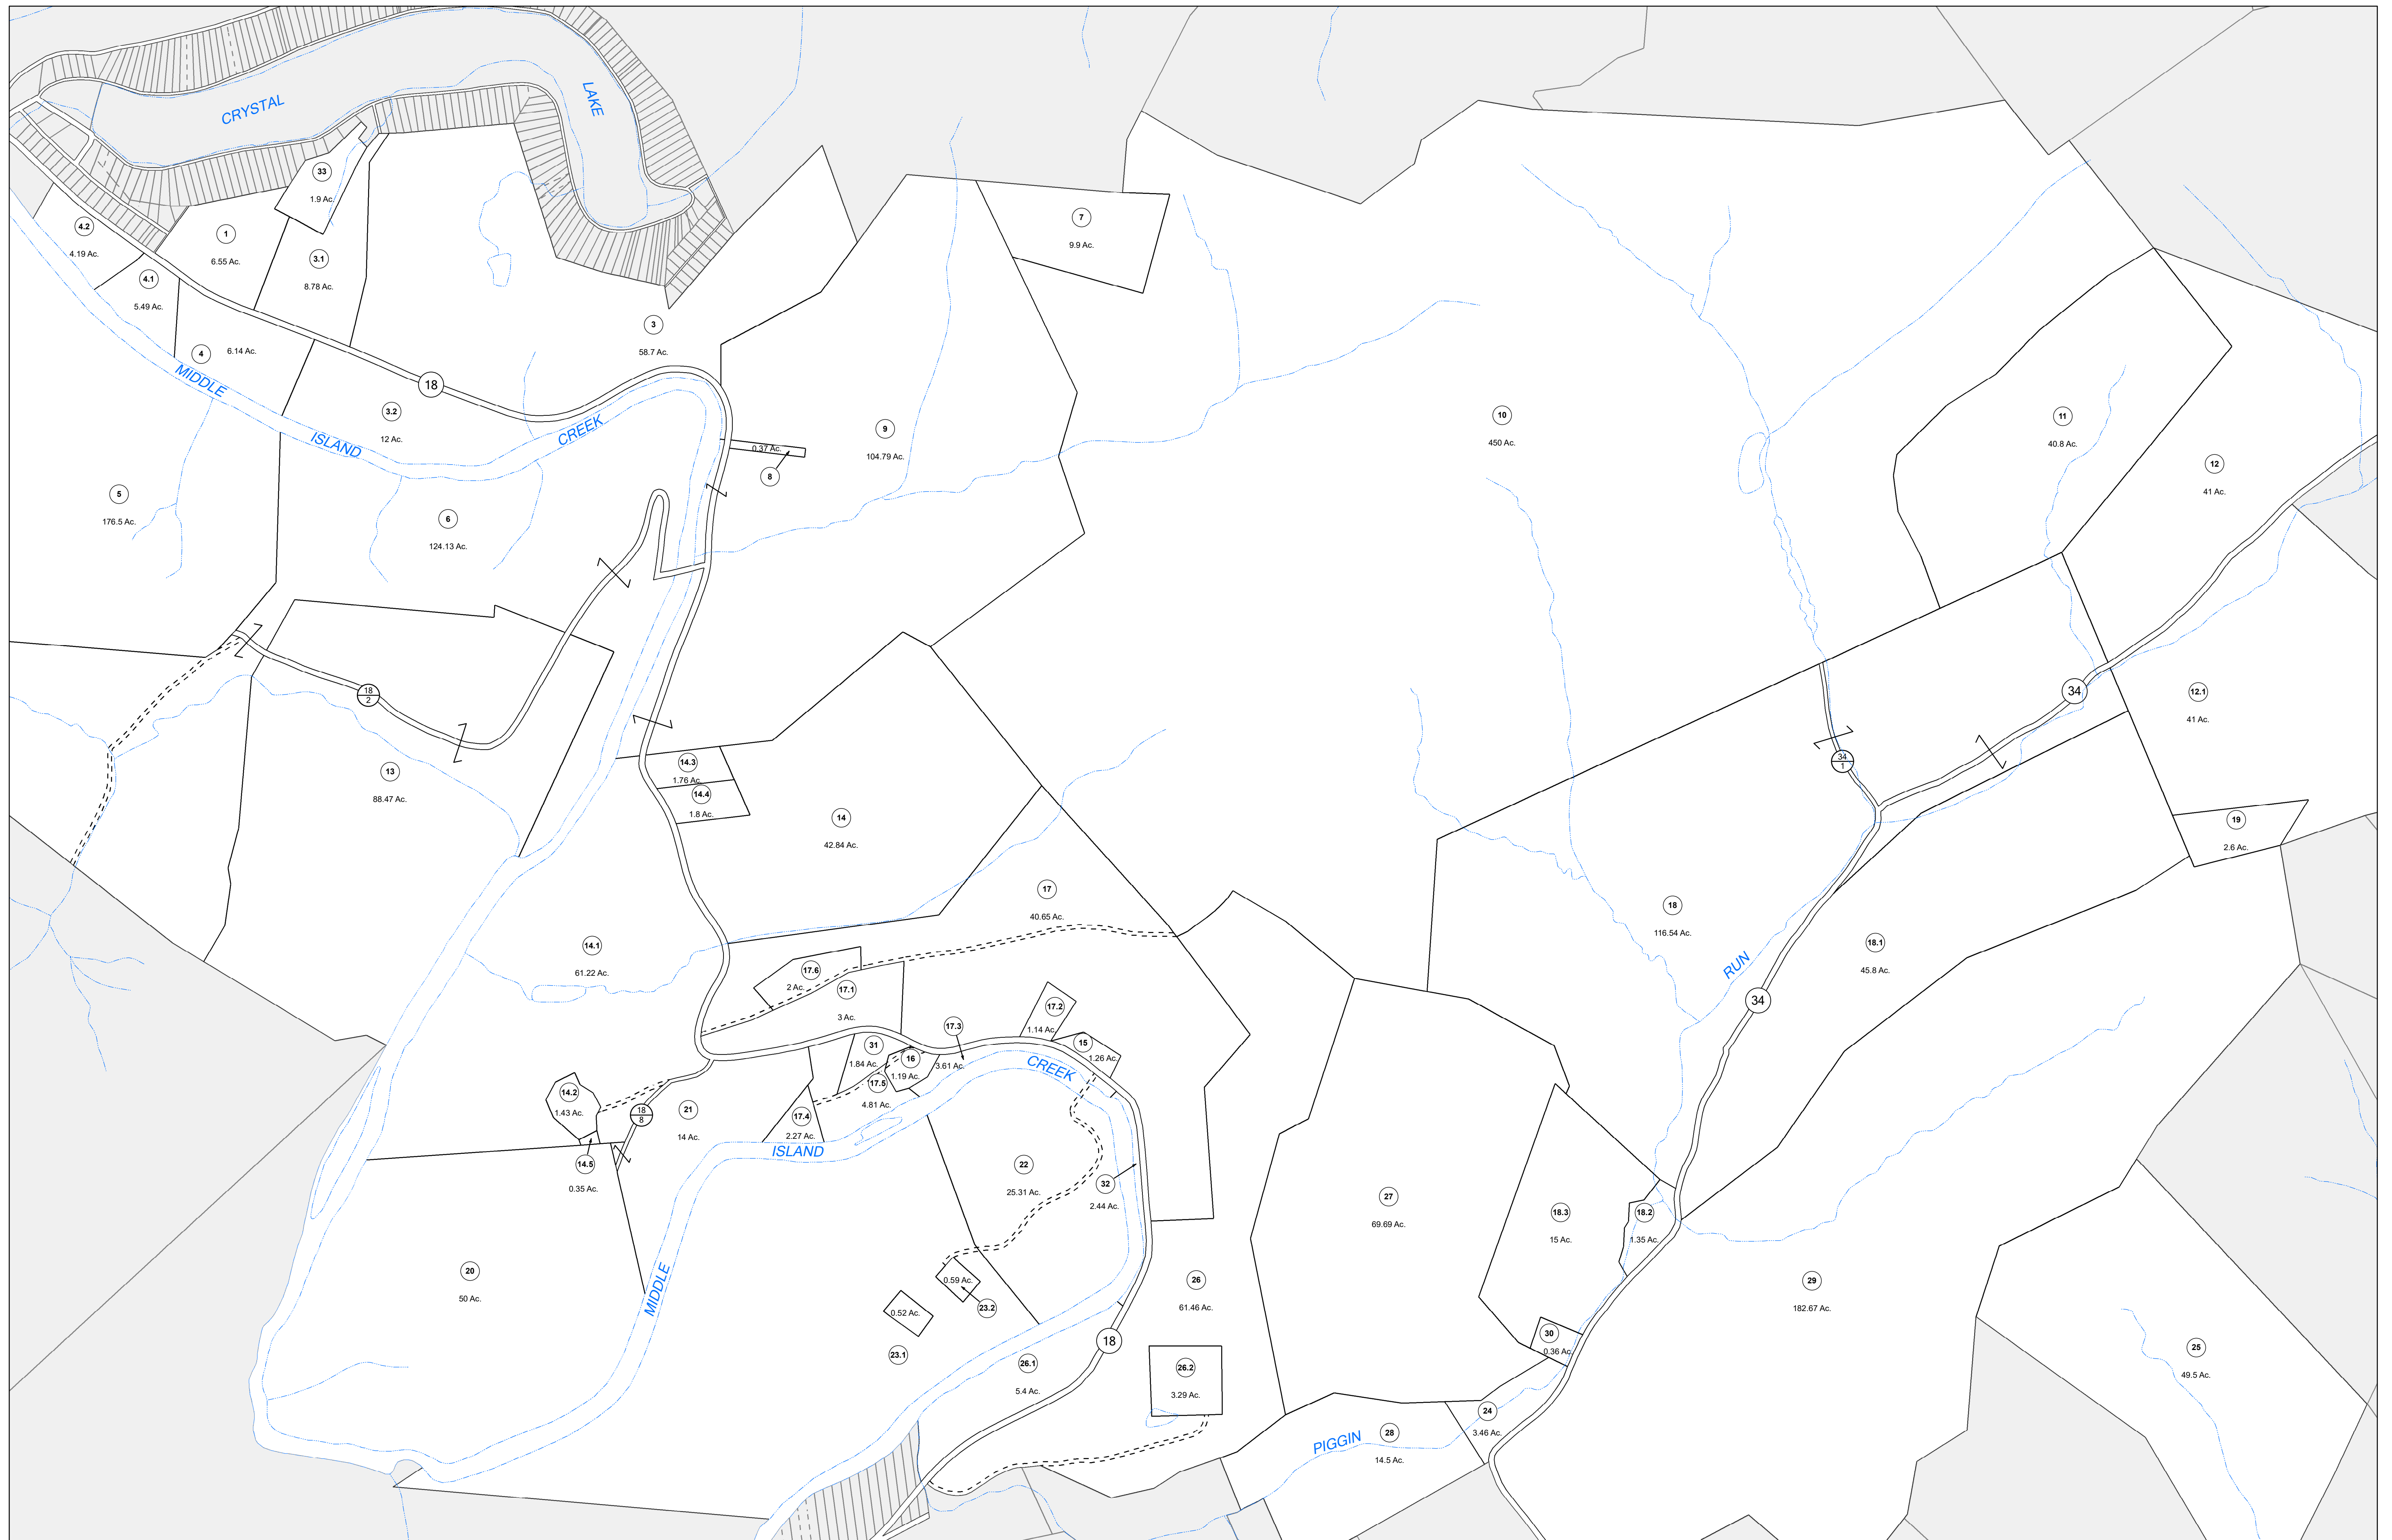 CRYSTAL
LAKE
33
1.9 Ac.
4.2
4.19 Ac.
1
6.55 Ac.
3.1
8.78 Ac.
4.1
5.49 Ac.
7
9.9 Ac.
3
58.7 Ac.
4
6.14 Ac.
MIDDLE
ISLAND
CREEK
18
3.2
12 Ac.
0.37 Ac.
8
9
104.79 Ac.
10
450 Ac.
11
40.8 Ac.
12
41 Ac.
5
176.5 Ac.
6
124.13 Ac.
18
2
34
12.1
41 Ac.
13
88.47 Ac.
14.3
1.76 Ac.
14.4
1.8 Ac.
34
1
14
42.84 Ac.
19
2.6 Ac.
17
40.65 Ac.
18
116.54 Ac.
14.1
61.22 Ac.
18.1
45.8 Ac.
RUN
34
17.6
2 Ac.
17.1
3 Ac.
17.2
1.14 Ac.
17.3
3.61 Ac.
15
1.26 Ac.
31
1.84 Ac.
16
1.19 Ac.
17.5
4.81 Ac.
CREEK
14.2
1.43 Ac.
18
8
21
14 Ac.
17.4
2.27 Ac.
ISLAND
14.5
0.35 Ac.
22
25.31 Ac.
32
2.44 Ac.
27
69.69 Ac.
18.3
15 Ac.
18.2
1.35 Ac.
20
50 Ac.
MIDDLE
0.59 Ac.
23.2
0.52 Ac.
23.1
26
61.46 Ac.
29
182.67 Ac.
18
30
0.36 Ac.
26.1
5.4 Ac.
26.2
3.29 Ac.
25
49.5 Ac.
24
3.46 Ac.
28
14.5 Ac.
PIGGIN